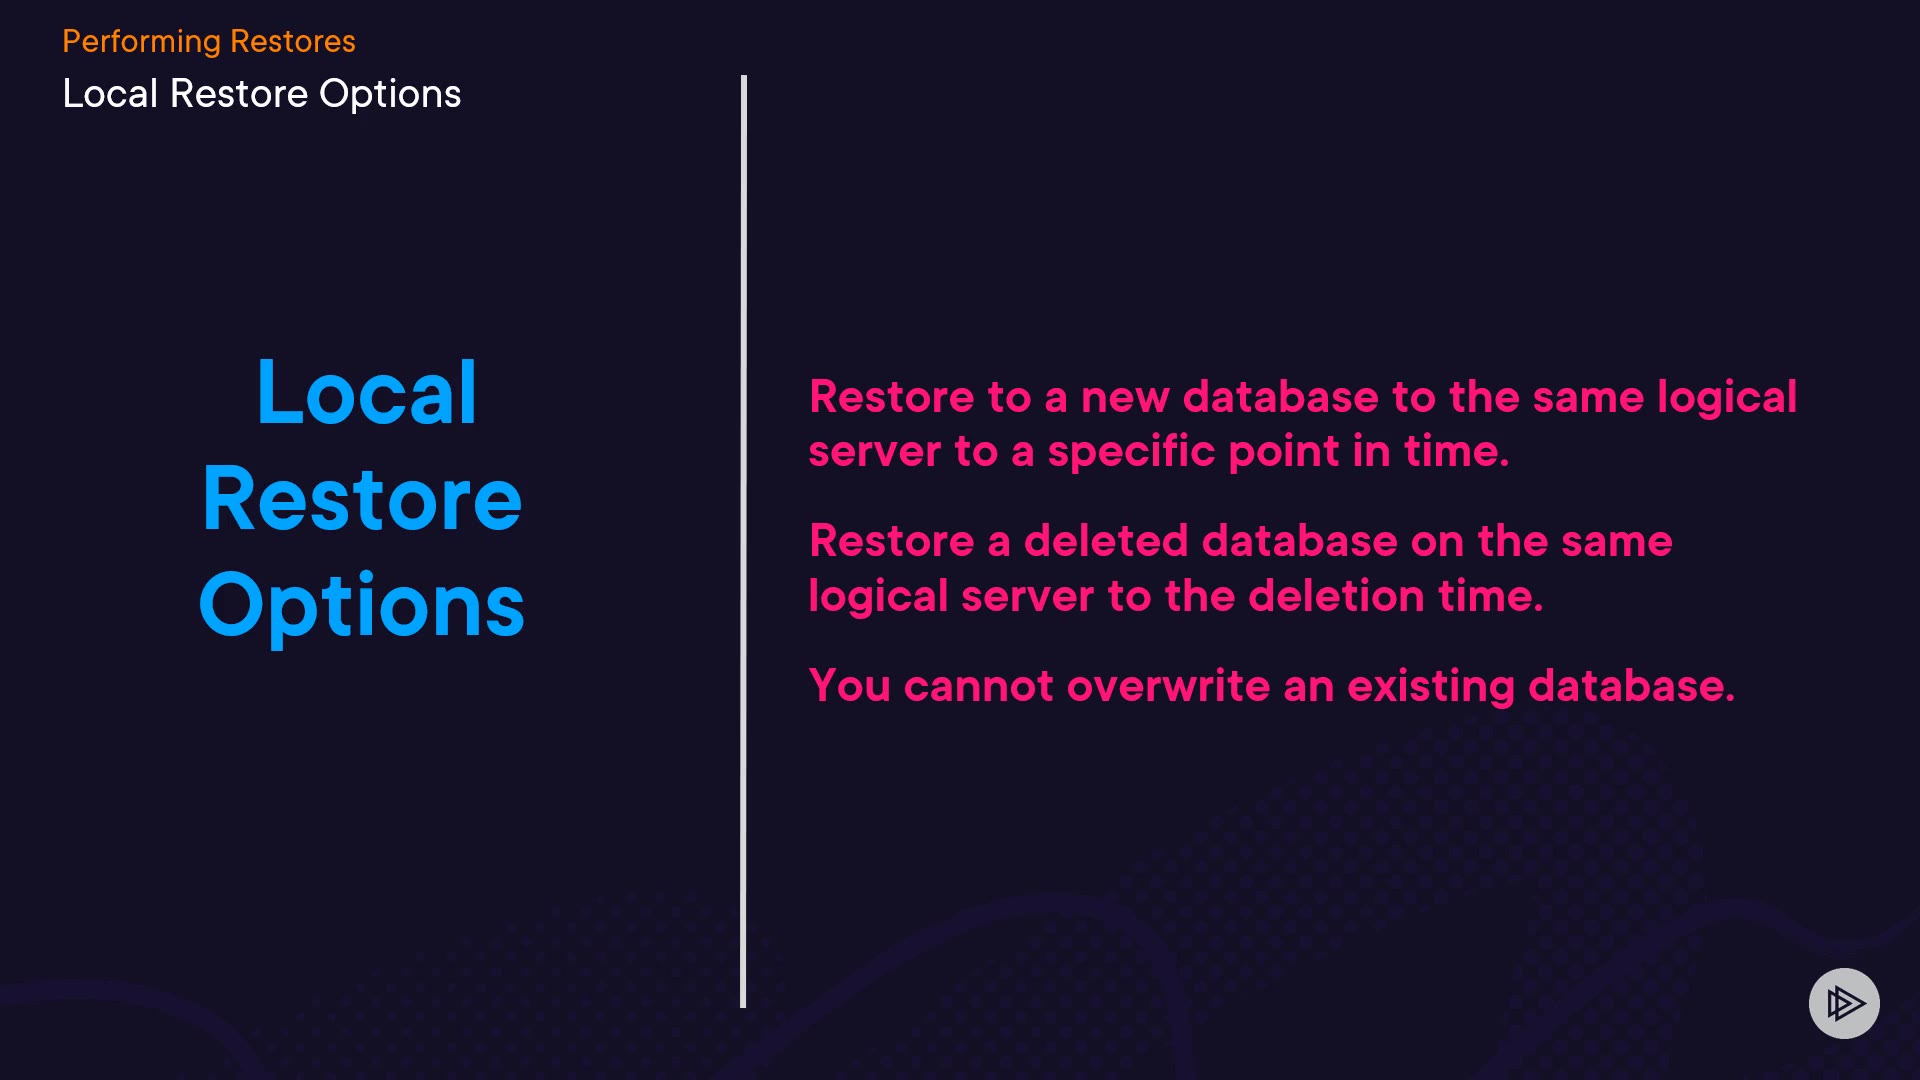 Performing Restores
Local Restore Options
Local
Restore
Options
Restore to a new database to the same logical
server to a specific point in time.
Restore a deleted database on the same
logical server to the deletion time.
You cannot overwrite an existing database.